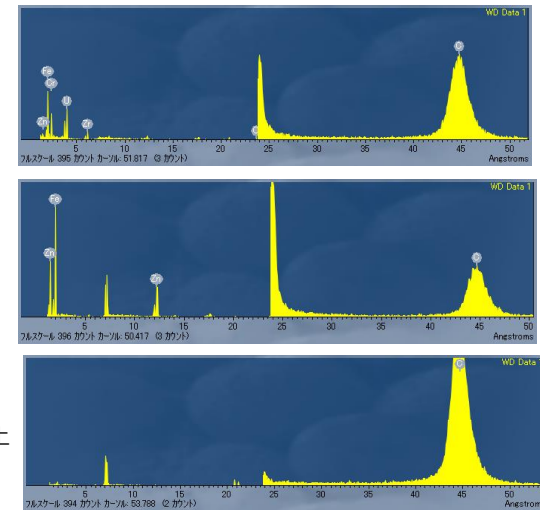 WD Data 1
Fe
Cr
U
Zn
Zr
5 10 15 20 25 30 35 40 45 50
フルスケール 395 カウント カーソル: 51.817 (3 カウント) Angstroms
WD Data 1
Fe
Zn
Zn
5 10 15 20 25 30 35 40 45 50
フルスケール 396 カウント カーソル: 50.417 (3 カウント) Angstroms
WD Data
5 10 15 20 25 30 35 40 45 50
フルスケール 394 カウント カーソル: 53.788 (2 カウント) Angstroms